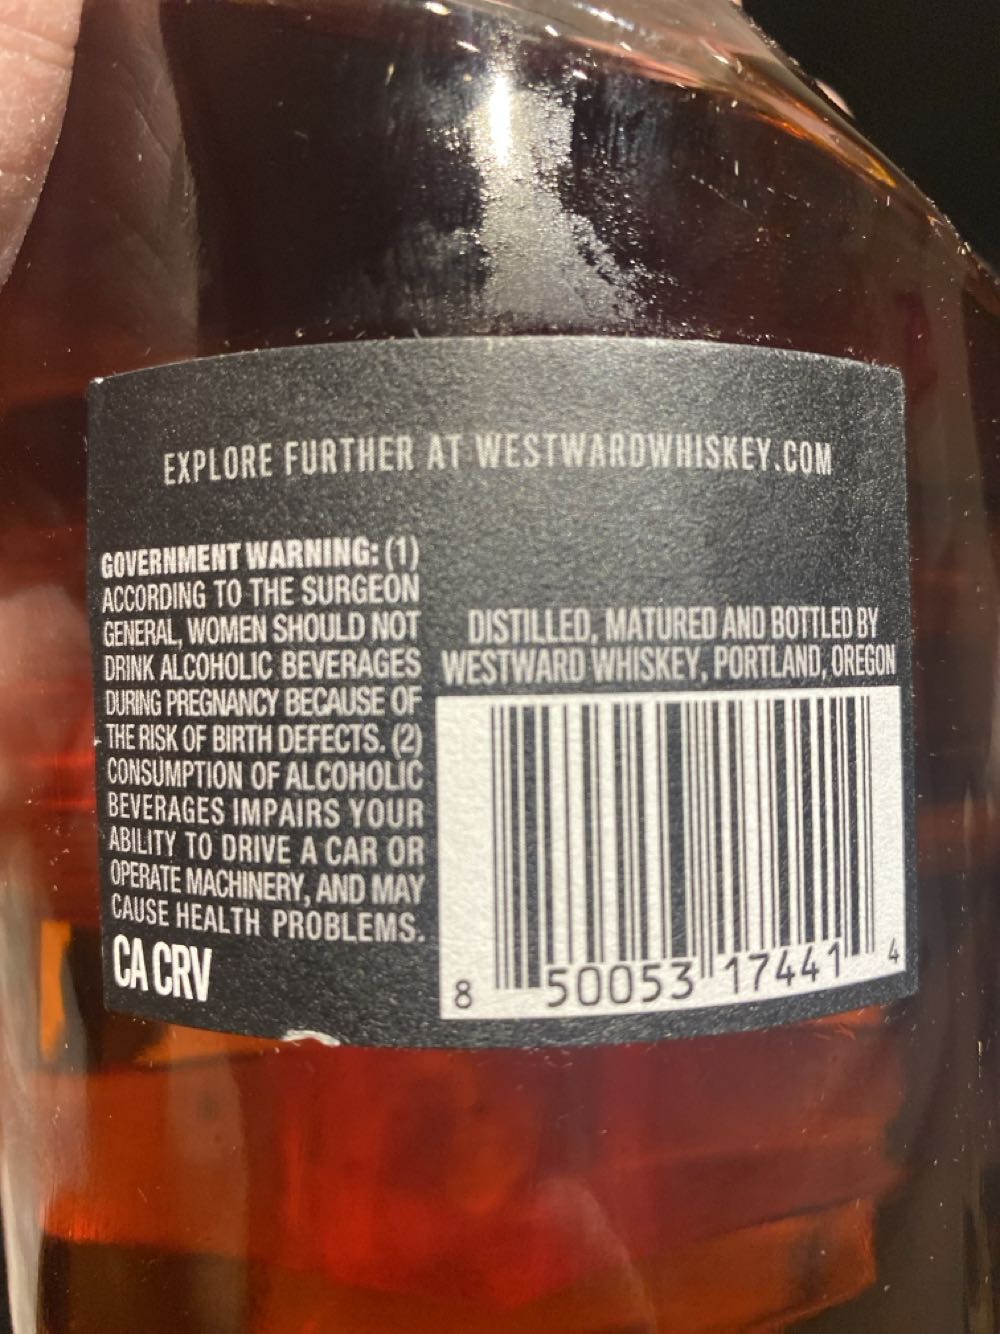 EXPLORE FURTHER AT WESTWARDWHISKEY.COM
GOVERNMENT WARNING: (1)
ACCORDING TO THE SURGEON
GENERAL, WOMEN SHOULD NOT
DRINK ALCOHOLIC BEVERAGES
DURING PREGNANCY BECAUSE OF
THE RISK OF BIRTH DEFECTS. (2)
CONSUMPTION OF ALCOHOLIC
BEVERAGES IMPAIRS YOUR
ABILITY TO DRIVE A CAR OR
OPERATE MACHINERY, AND MAY
CAUSE HEALTH PROBLEMS.
CA CRV
DISTILLED, MATURED AND BOTTLED BY
WESTWARD WHISKEY, PORTLAND, OREGON
8 50053 17441 4